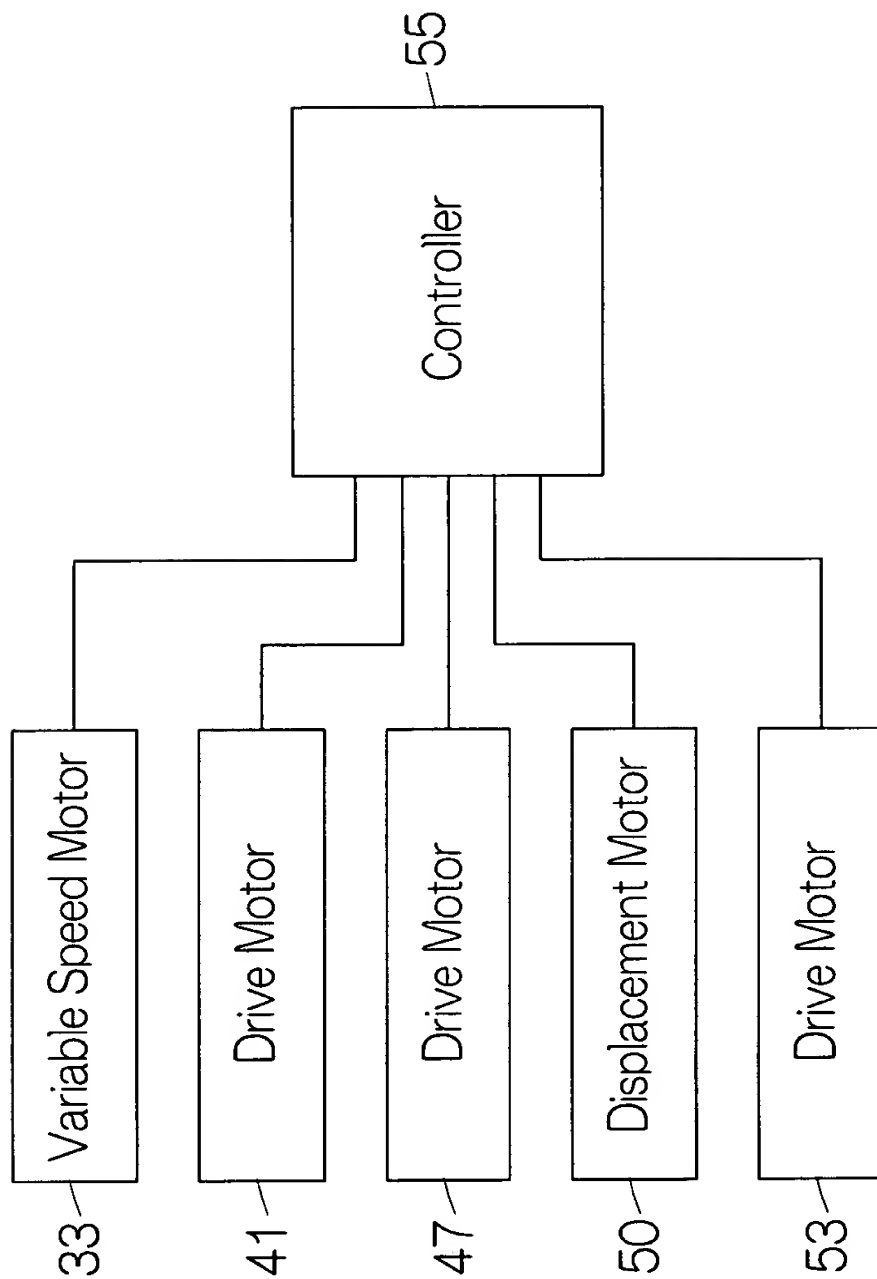 33
Variable Speed Motor
41
Drive Motor
47
Drive Motor
50
Displacement Motor
53
Drive Motor
Controller
55